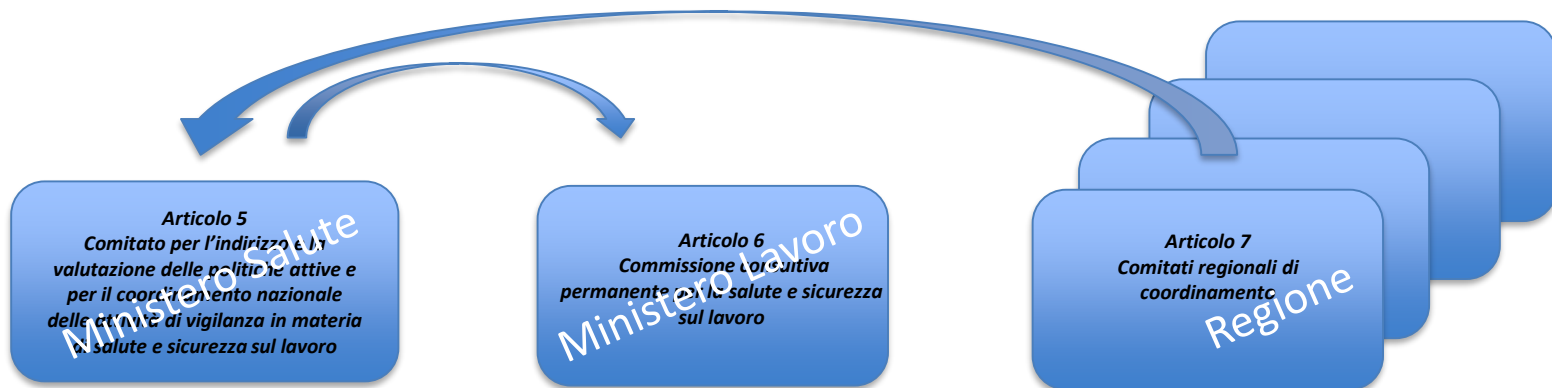 Articolo 5
Comitato per l’indirizzo e la
valutazione delle politiche attive e
per il coordinamento nazionale
delle attività di vigilanza in materia
di salute e sicurezza sul lavoro
Ministero Salute
Articolo 6
Commissione consultiva
permanente per la salute e sicurezza
sul lavoro
Ministero Lavoro
Articolo 7
Comitati regionali di
coordinamento
Regione